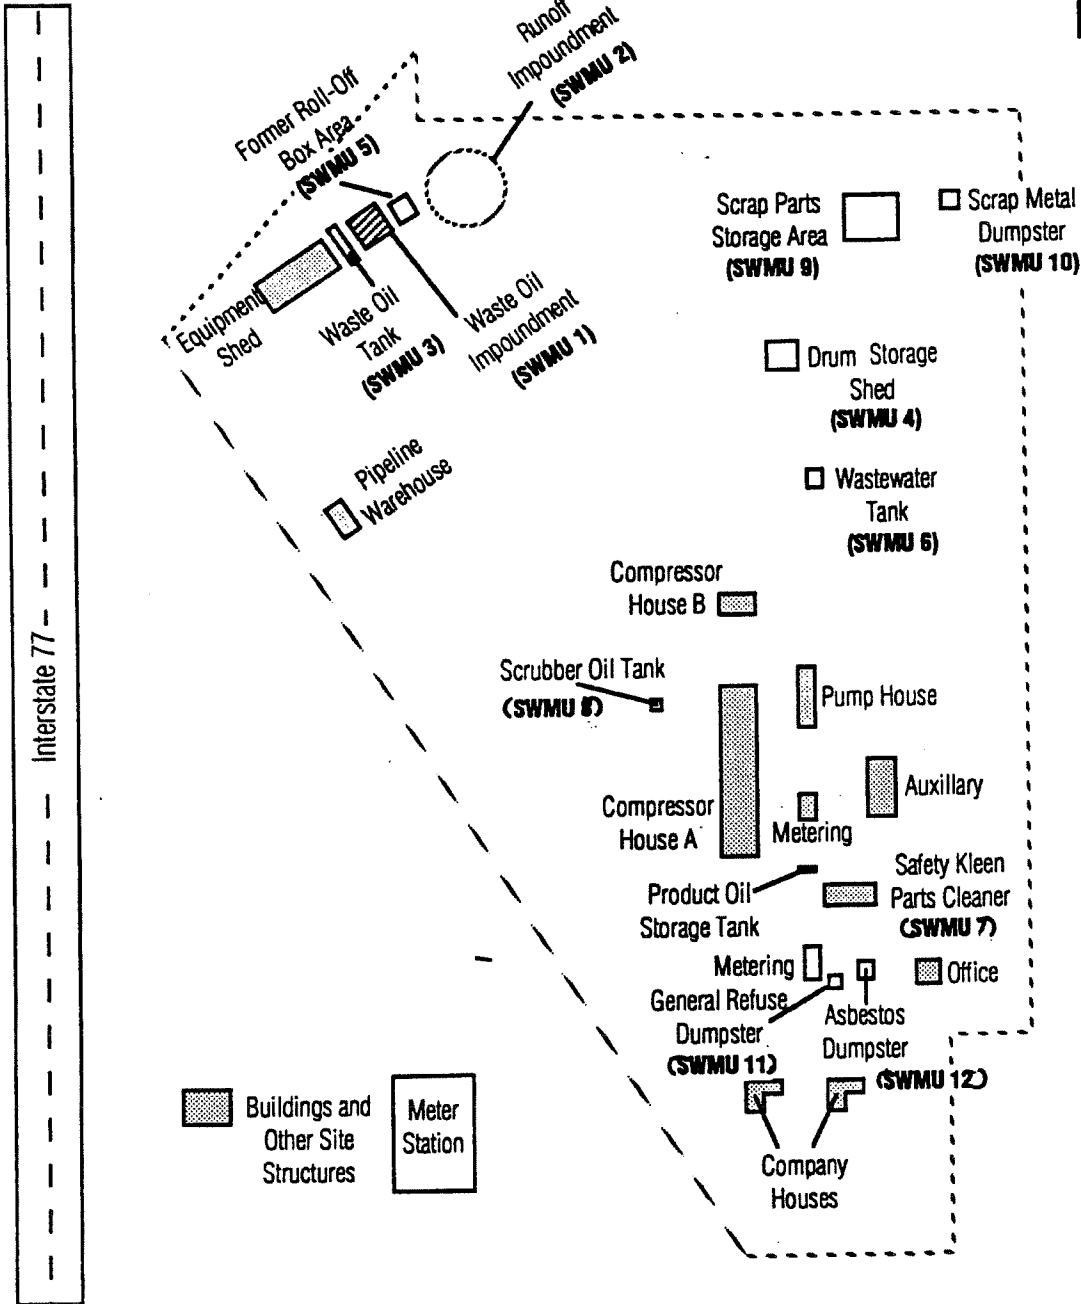 Runoff
Impoundment
(SWMU 2)
Former Roll-Off
Box Area
(SWMU 5)
Scrap Parts
Storage Area
(SWMU 9)
Scrap Metal
Dumpster
(SWMU 10)
Equipment
Shed
Waste Oil
Tank
(SWMU 3)
Waste Oil
Impoundment
(SWMU 1)
Drum Storage
Shed
(SWMU 4)
Pipeline
Warehouse
Wastewater
Tank
(SWMU 6)
Compressor
House B
Interstate 77
Scrubber Oil Tank
(SWMU 8)
Pump House
Auxillary
Compressor
House A
Metering
Product Oil
Storage Tank
Safety Kleen
Parts Cleaner
(SWMU 7)
Metering
Office
General Refuse
Dumpster
(SWMU 11)
Asbestos
Dumpster
(SWMU 12)
Buildings and
Other Site
Structures
Meter
Station
Company
Houses